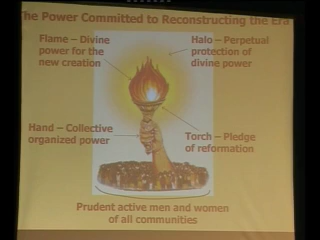 The Power Committed to Reconstructing the Era
Flame – Divine
power for the
new creation
Halo – Perpetual
protection of
divine power
Hand – Collective
organized power
Torch – Pledge
of reformation
Prudent active men and women
of all communities